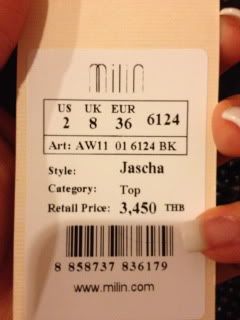 milin
US UK EUR 6124
2 8 36
Art: AW11 01 6124 BK
Style: Jascha
Category: Top
Retail Price: 3,450 THB
8 858737 836179
www.milin.com